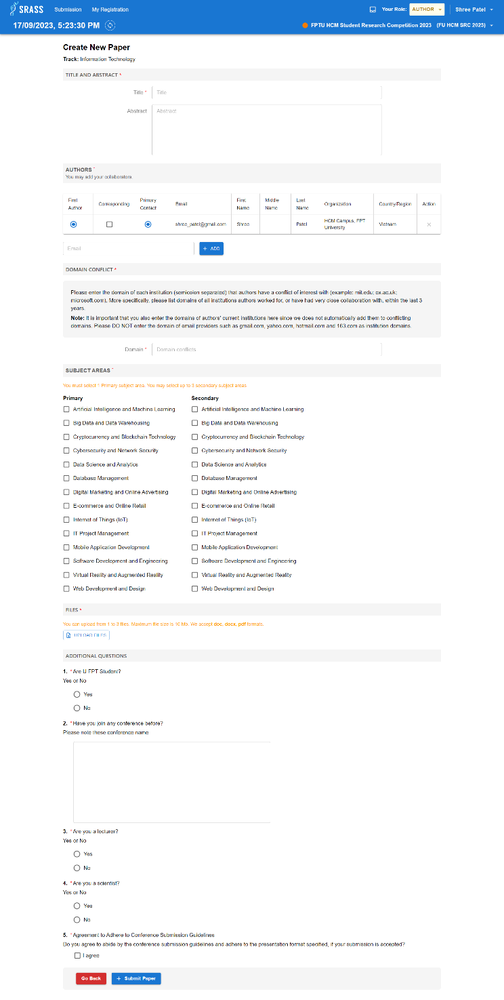 SRASS Submission My Registration Your Role: AUTHOR Shree Patel
17/09/2023, 5:23:30 PM FPTU HCM Student Research Competition 2023 (FU HCM SRC 2023)
Create New Paper
Track: Information Technology
TITLE AND ABSTRACT *
Title * Title
Abstract Abstract
AUTHORS *
You may add your collaborators.
First Author Corresponding Primary Contact Email First Name Middle Name Last Name Organization Country/Region Action
shree_patel@gmail.com Shree Patel HCM Campus, FPT University Vietnam ×
Email + ADD
DOMAIN CONFLICT *
Please enter the domain of each institution (semicolon separated) that authors have a conflict of interest with (example: mit.edu; ox.ac.uk;
microsoft.com). More specifically, please list domains of all institutions authors worked for, or have had very close collaboration with, within the last 3
years.
Note: It is important that you also enter the domains of authors' current institutions here since we does not automatically add them to conflicting
domains. Please DO NOT enter the domain of email providers such as gmail.com, yahoo.com, hotmail.com and 163.com as institution domains.
Domain * Domain conflicts
SUBJECT AREAS *
You must select 1 Primary subject area. You may select up to 3 secondary subject areas
Primary Secondary
Artificial Intelligence and Machine Learning Artificial Intelligence and Machine Learning
Big Data and Data Warehousing Big Data and Data Warehousing
Cryptocurrency and Blockchain Technology Cryptocurrency and Blockchain Technology
Cybersecurity and Network Security Cybersecurity and Network Security
Data Science and Analytics Data Science and Analytics
Database Management Database Management
Digital Marketing and Online Advertising Digital Marketing and Online Advertising
E-commerce and Online Retail E-commerce and Online Retail
Internet of Things (IoT) Internet of Things (IoT)
IT Project Management IT Project Management
Mobile Application Development Mobile Application Development
Software Development and Engineering Software Development and Engineering
Virtual Reality and Augmented Reality Virtual Reality and Augmented Reality
Web Development and Design Web Development and Design
FILES *
You can upload from 1 to 3 files. Maximum file size is 10 Mb. We accept doc, docx, pdf formats.
UPLOAD FILES
ADDITIONAL QUESTIONS
1. *Are U FPT Student?
Yes or No
Yes
No
2. *Have you join any conference before?
Please note these conference name
3. *Are you a lecturer?
Yes or No
Yes
No
4. *Are you a scientist?
Yes or No
Yes
No
5. *Agreement to Adhere to Conference Submission Guidelines
Do you agree to abide by the conference submission guidelines and adhere to the presentation format specified, if your submission is accepted?
I agree
Go Back + Submit Paper